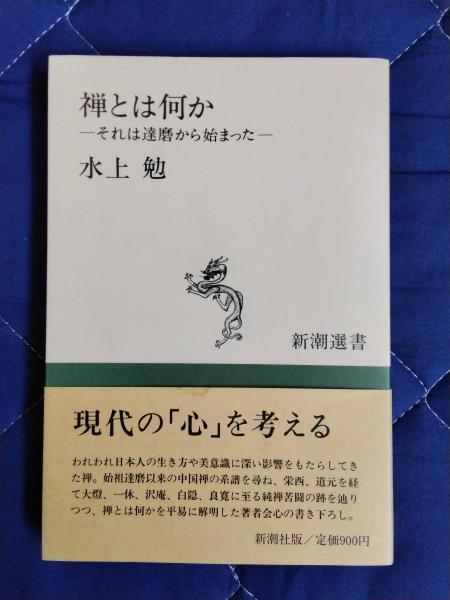 禅とは何か
―それは達磨から始まった―
水上 勉
新潮選書
現代の「心」を考える
われわれ日本人の生き方や美意識に深い影響をもたらしてき
た禅。始祖達磨以来の中国禅の系譜を尋ね、栄西、道元を経
て大燈、一休、沢庵、白隠、良寛に至る純禅苦闘の跡を辿り
つつ、禅とは何かを平易に解明した著者会心の書き下ろし。
新潮社版／定価900円